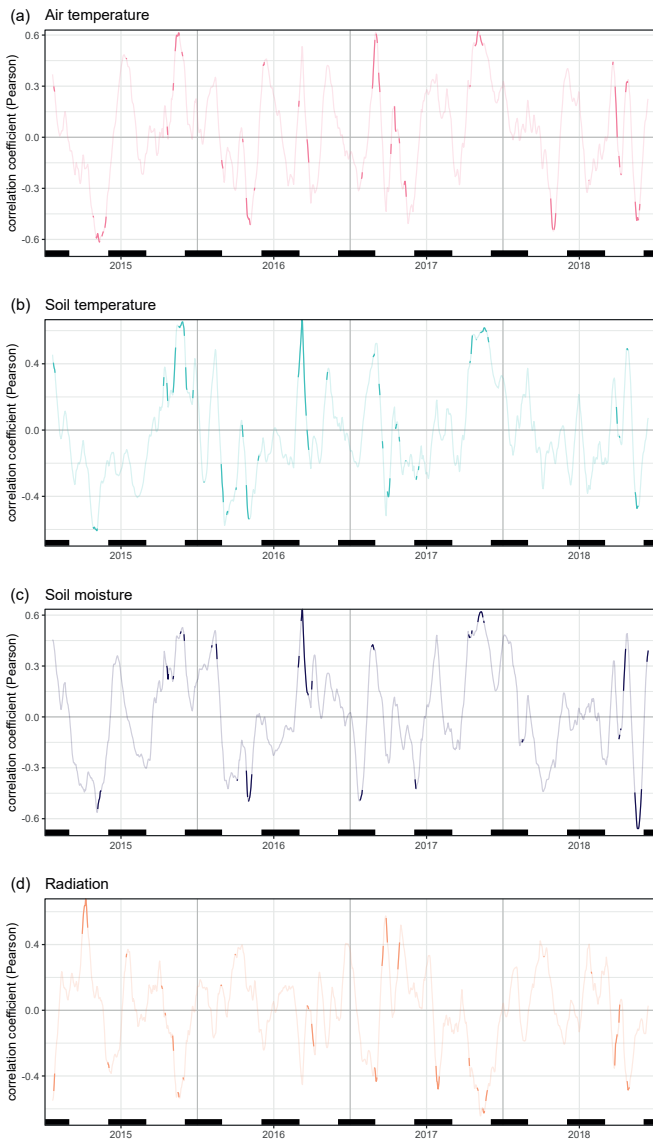 (a) Air temperature
correlation coefficient (Pearson)
0.6
0.3
0.0
-0.3
-0.6
2015 2016 2017 2018
(b) Soil temperature
correlation coefficient (Pearson)
0.4
0.0
-0.4
2015 2016 2017 2018
(c) Soil moisture
correlation coefficient (Pearson)
0.6
0.3
0.0
-0.3
-0.6
2015 2016 2017 2018
(d) Radiation
correlation coefficient (Pearson)
0.4
0.0
-0.4
2015 2016 2017 2018